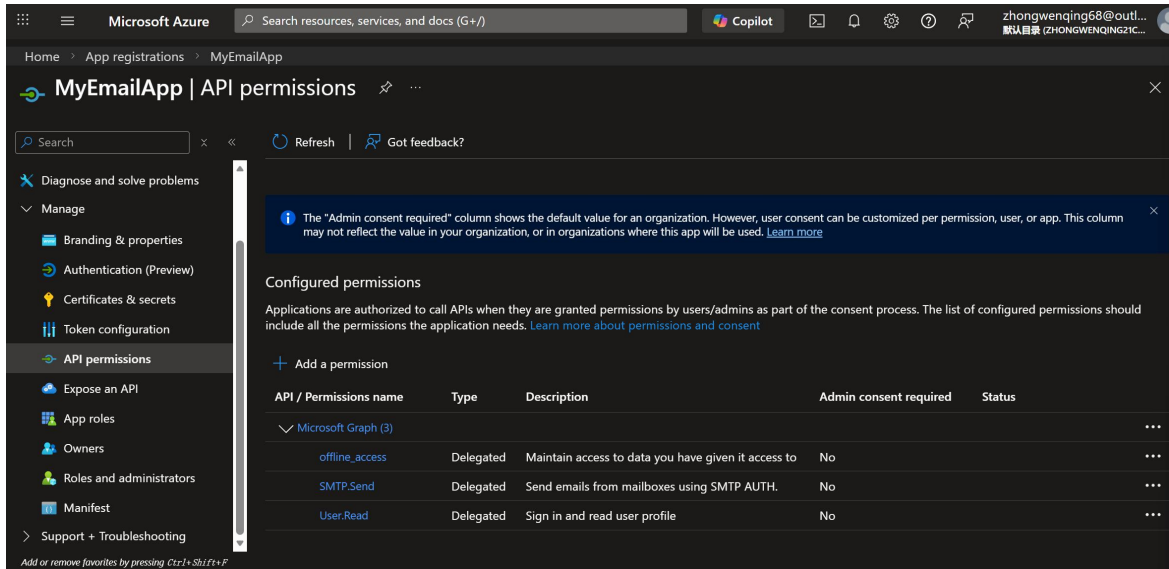 Microsoft Azure
Search resources, services, and docs (G+/)
Copilot
zhongwenqing68@outl...
默认目录 (ZHONGWENQING21C...
Home > App registrations > MyEmailApp
MyEmailApp | API permissions
Search
Refresh
Got feedback?
Diagnose and solve problems
Manage
Branding & properties
Authentication (Preview)
Certificates & secrets
Token configuration
API permissions
Expose an API
App roles
Owners
Roles and administrators
Manifest
Support + Troubleshooting
Add or remove favorites by pressing Ctrl+Shift+F
The "Admin consent required" column shows the default value for an organization. However, user consent can be customized per permission, user, or app. This column
may not reflect the value in your organization, or in organizations where this app will be used. Learn more
Configured permissions
Applications are authorized to call APIs when they are granted permissions by users/admins as part of the consent process. The list of configured permissions should
include all the permissions the application needs. Learn more about permissions and consent
Add a permission
API / Permissions name Type Description Admin consent required Status
Microsoft Graph (3)
offline_access Delegated Maintain access to data you have given it access to No
SMTP.Send Delegated Send emails from mailboxes using SMTP AUTH. No
User.Read Delegated Sign in and read user profile No